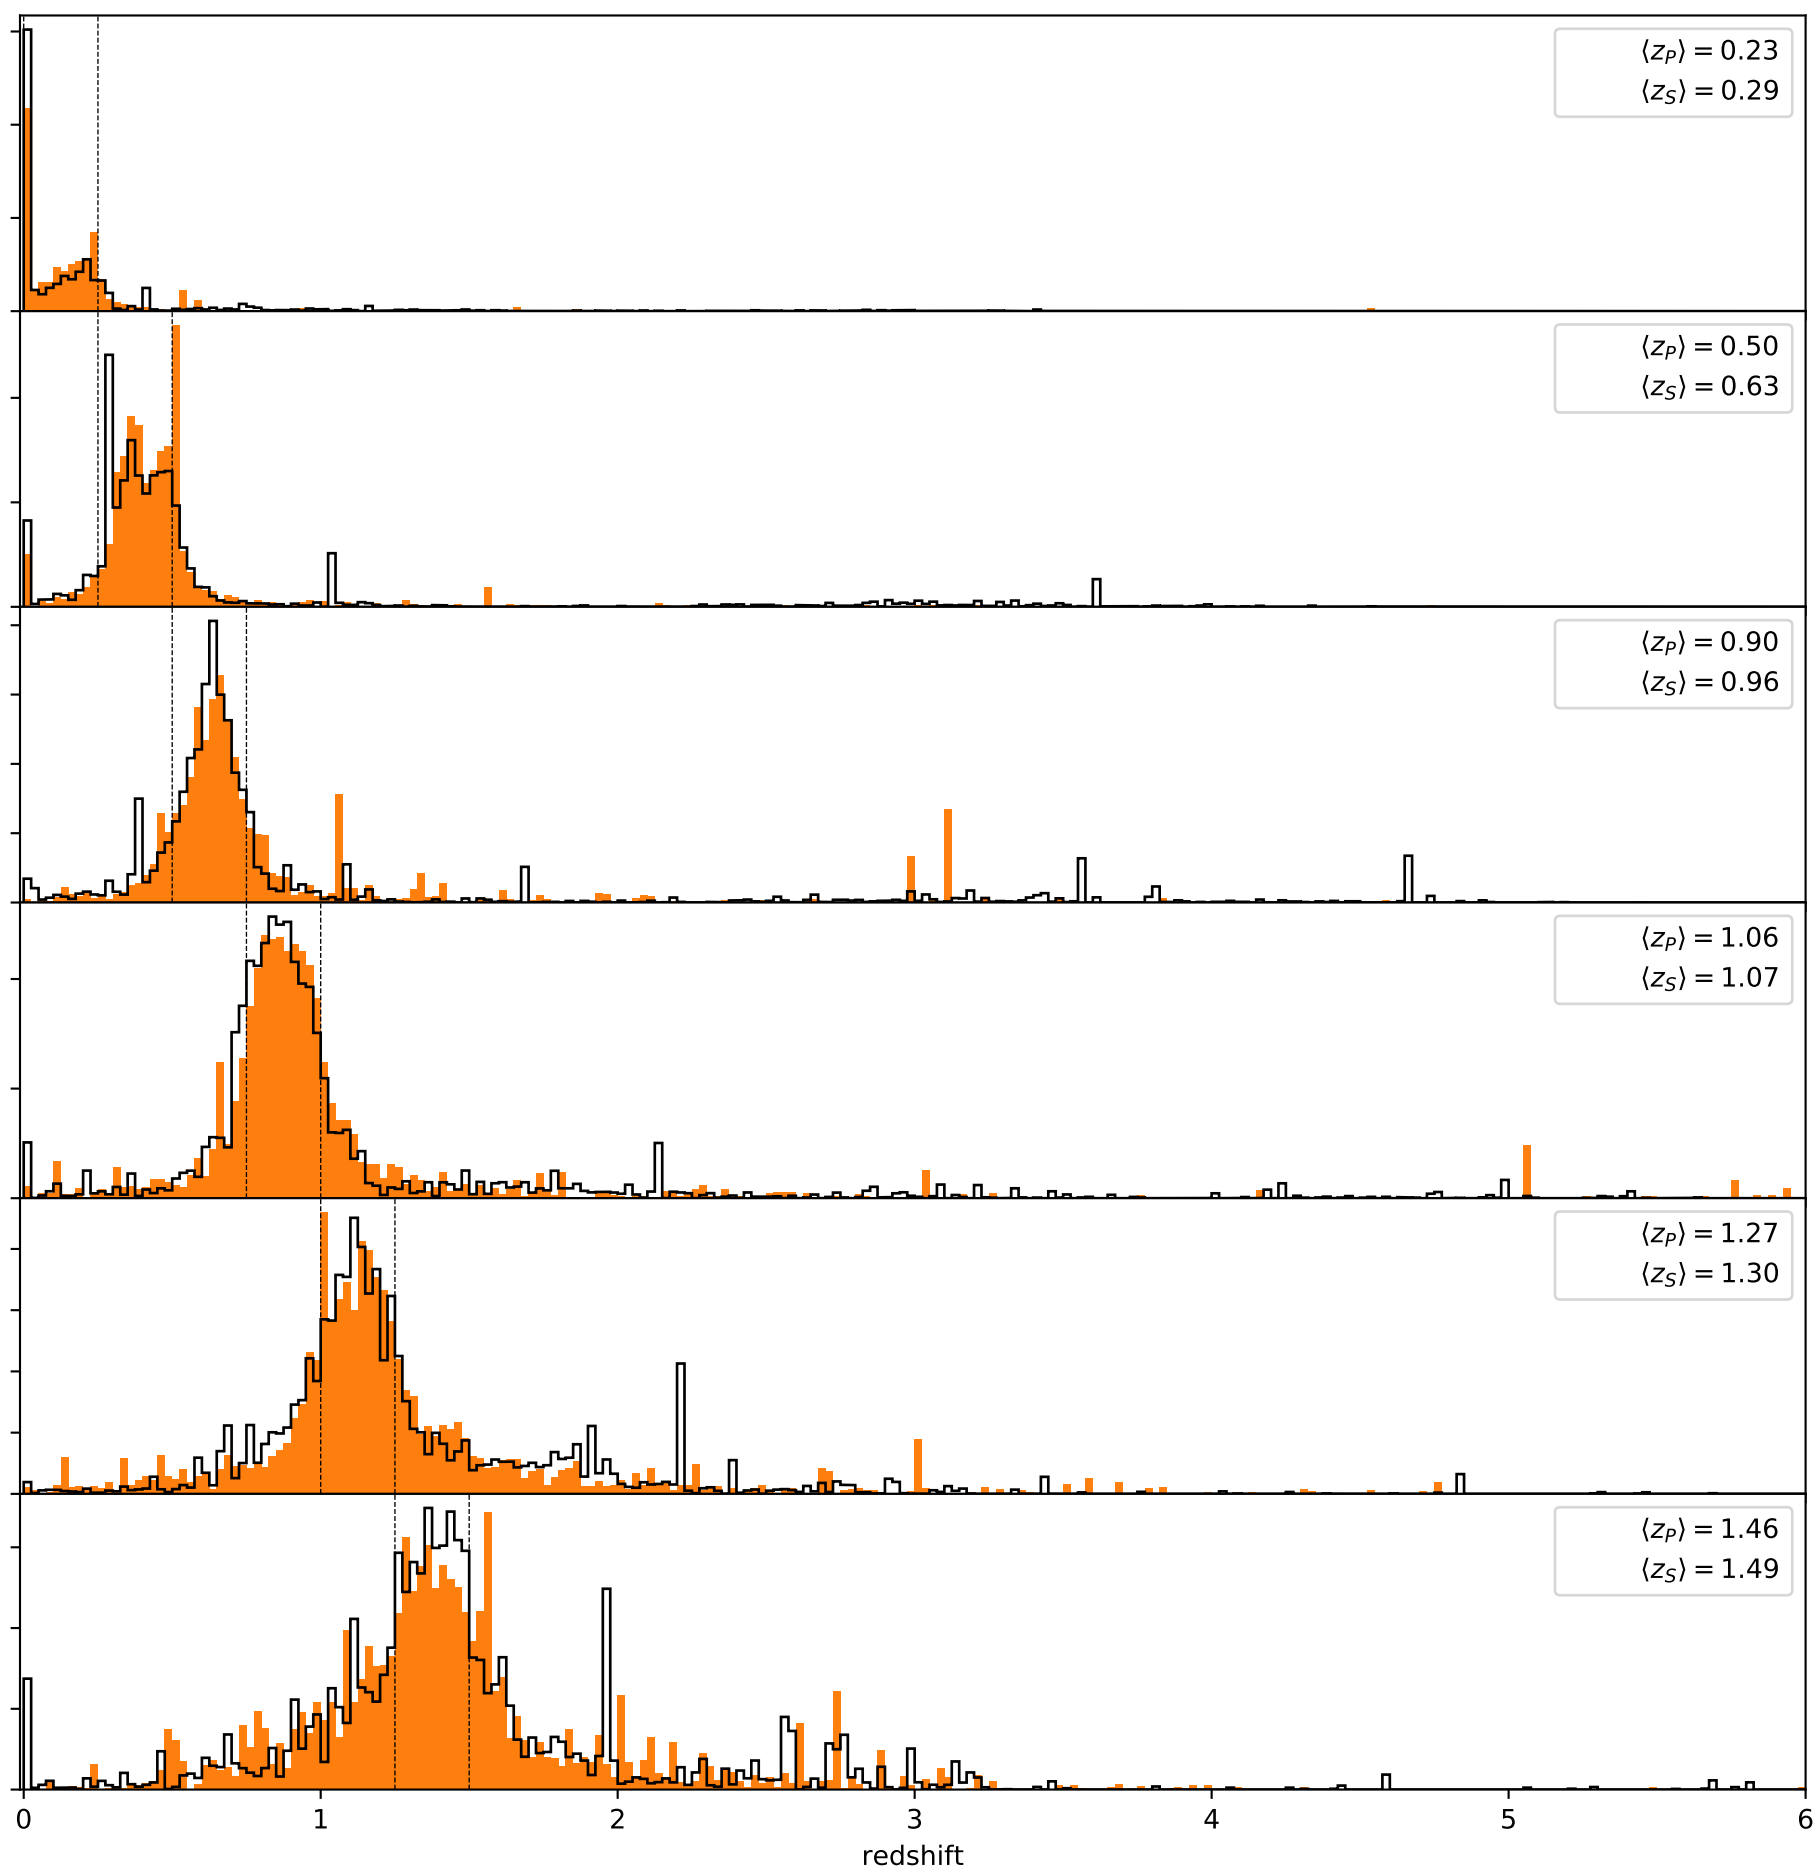 ⟨z_P⟩ = 0.23
⟨z_S⟩ = 0.29
⟨z_P⟩ = 0.50
⟨z_S⟩ = 0.63
⟨z_P⟩ = 0.90
⟨z_S⟩ = 0.96
⟨z_P⟩ = 1.06
⟨z_S⟩ = 1.07
⟨z_P⟩ = 1.27
⟨z_S⟩ = 1.30
⟨z_P⟩ = 1.46
⟨z_S⟩ = 1.49
0 1 2 3 4 5 6
redshift